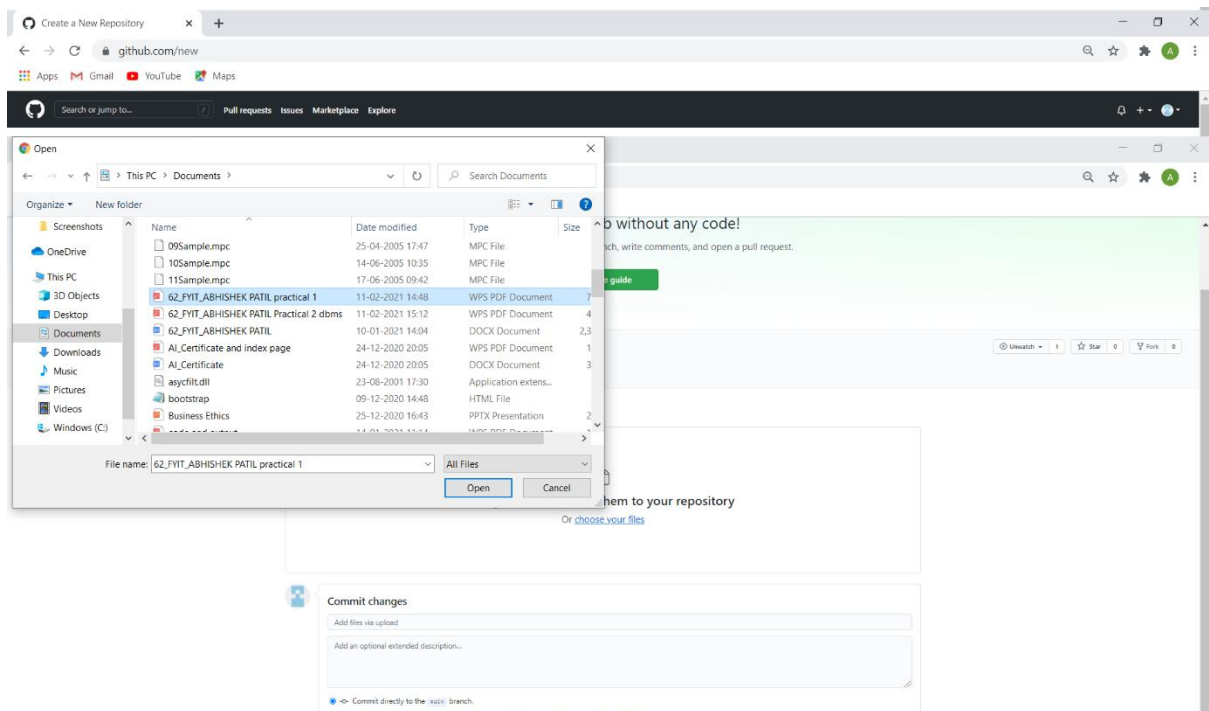 Create a New Repository
github.com/new
A
Apps Gmail YouTube Maps
Search or jump to... / Pull requests Issues Marketplace Explore
Open
This PC > Documents > Search Documents
A
Organize New folder ?
b without any code!
nch, write comments, and open a pull request.
guide
Screenshots
OneDrive
This PC
3D Objects
Desktop
Documents
Downloads
Music
Pictures
Videos
Windows (C:)
Name Date modified Type Size
09Sample.mpc 25-04-2005 17:47 MPC File
10Sample.mpc 14-06-2005 10:35 MPC File
11Sample.mpc 17-06-2005 09:42 MPC File
62_FYIT_ABHISHEK PATIL practical 1 11-02-2021 14:48 WPS PDF Document 7
62_FYIT_ABHISHEK PATIL Practical 2 dbms 11-02-2021 15:12 WPS PDF Document 4
62_FYIT_ABHISHEK PATIL 10-01-2021 14:04 DOCX Document 2,3
AI_Certificate and index page 24-12-2020 20:05 WPS PDF Document 1
AI_Certificate 24-12-2020 20:05 DOCX Document 3
asycfilt.dll 23-08-2001 17:30 Application extens...
bootstrap 09-12-2020 14:48 HTML File
Business Ethics 25-12-2020 16:43 PPTX Presentation 2
Unwatch 1 Star 0 Fork 0
File name: 62_FYIT_ABHISHEK PATIL practical 1 All Files
Open Cancel
hem to your repository
Or choose your files
Commit changes
Add files via upload
Add an optional extended description...
Commit directly to the main branch.